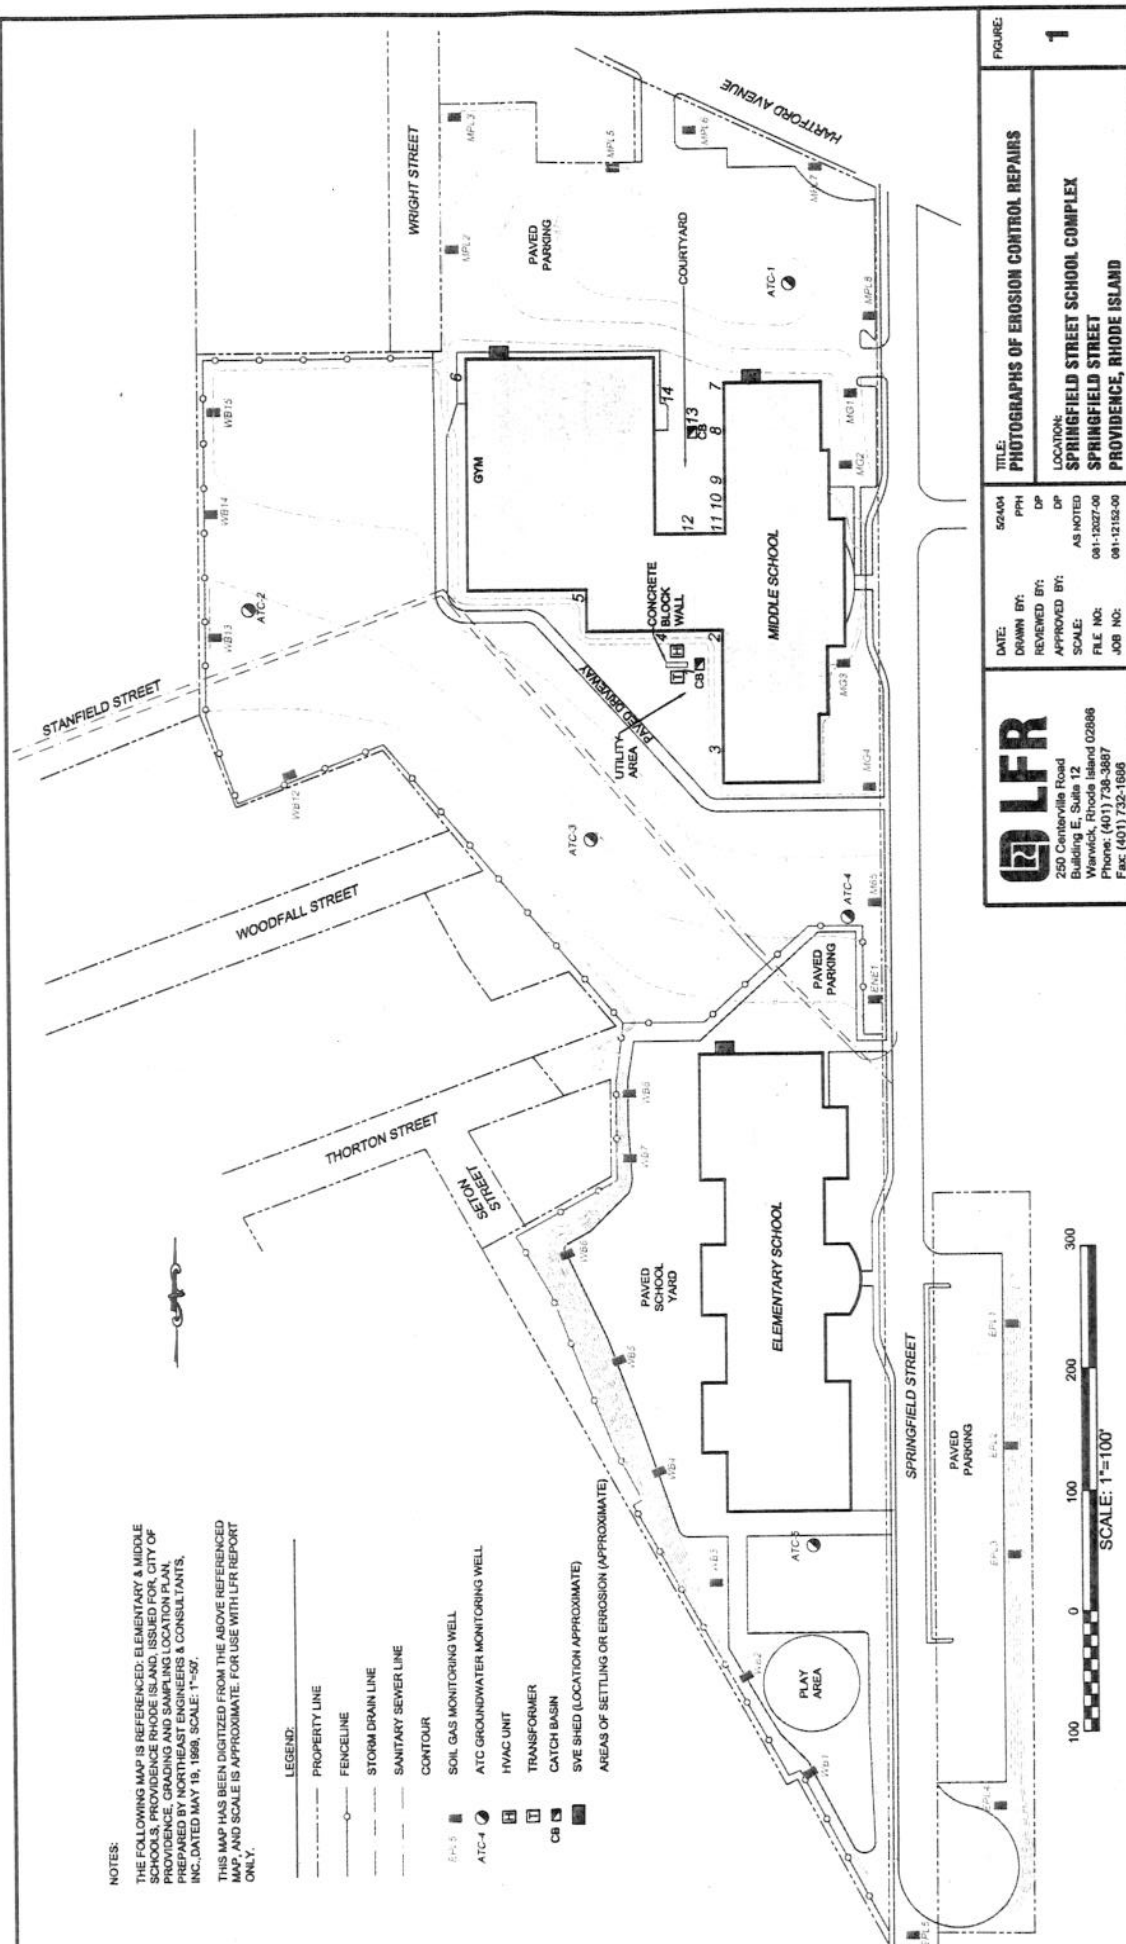 NOTES:
THE FOLLOWING MAP IS REFERENCED: ELEMENTARY & MIDDLE
SCHOOLS, PROVIDENCE RHODE ISLAND, ISSUED FOR, CITY OF
PROVIDENCE, GRADING AND SAMPLING LOCATION PLAN,
PREPARED BY NORTHEAST ENGINEERS & CONSULTANTS,
INC.,DATED MAY 19, 1999, SCALE: 1"=50'.
THIS MAP HAS BEEN DIGITIZED FROM THE ABOVE REFERENCED
MAP, AND SCALE IS APPROXIMATE. FOR USE WITH LFR REPORT
ONLY.
LEGEND:
PROPERTY LINE
FENCELINE
STORM DRAIN LINE
SANITARY SEWER LINE
CONTOUR
EPL5 SOIL GAS MONITORING WELL
ATC-4 ATC GROUNDWATER MONITORING WELL
H HVAC UNIT
T TRANSFORMER
CB CATCH BASIN
SVE SHED (LOCATION APPROXIMATE)
AREAS OF SETTLING OR ERROSION (APPROXIMATE)
STANFIELD STREET
WOODFALL STREET
THORTON STREET
SETON
STREET
WRIGHT STREET
HARTFORD AVENUE
WB15
WB14
WB13
WB12
ATC-2
ATC-3
MPL3
MPL2
MPL5
MPL6
MPL7
MPL8
PAVED
PARKING
COURTYARD
ATC-1
GYM
6
14
7
13
CB
8
9
10
11
12
5
CONCRETE
BLOCK
WALL
4
2
T
H
CB
3
UTILITY
AREA
PAVED DRIVEWAY
MIDDLE SCHOOL
MG1
MG2
MG3
MG4
ATC-4
PAVED
PARKING
ENE1
WB8
WB7
WB6
WB5
WB4
WB3
WB2
WB1
PAVED
SCHOOL
YARD
ELEMENTARY SCHOOL
ATC-5
PLAY
AREA
SPRINGFIELD STREET
PAVED
PARKING
EPL1
EPL2
EPL3
EPL4
EPL5
100 0 100 200 300
SCALE: 1"=100'
LFR
250 Centerville Road
Building E, Suite 12
Warwick, Rhode Island 02886
Phone: (401) 738-3887
Fax: (401) 732-1686
DATE: 5/24/04
DRAWN BY: PPH
REVIEWED BY: DP
APPROVED BY: DP
SCALE: AS NOTED
FILE NO: 081-12027-00
JOB NO: 081-12152-00
TITLE:
PHOTOGRAPHS OF EROSION CONTROL REPAIRS
LOCATION:
SPRINGFIELD STREET SCHOOL COMPLEX
SPRINGFIELD STREET
PROVIDENCE, RHODE ISLAND
FIGURE:
1